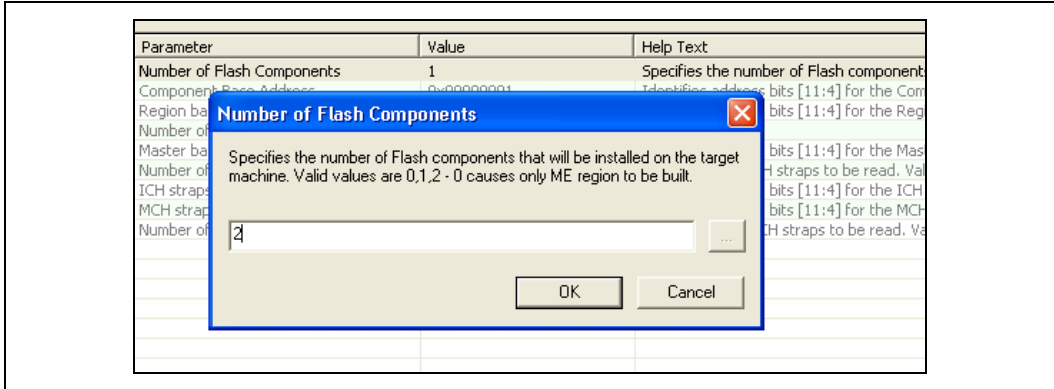 Parameter Value Help Text
Number of Flash Components 1 Specifies the number of Flash component
Component Base Address 0x00000001 Identifies address bits [11:4] for the Com
Region ba bits [11:4] for the Reg
Number of
Master ba bits [11:4] for the Mas
Number of H straps to be read. Val
ICH straps bits [11:4] for the ICH
MCH strap bits [11:4] for the MCH
Number of CH straps to be read. Va
Number of Flash Components
Specifies the number of Flash components that will be installed on the target
machine. Valid values are 0,1,2 - 0 causes only ME region to be built.
2
...
OK Cancel